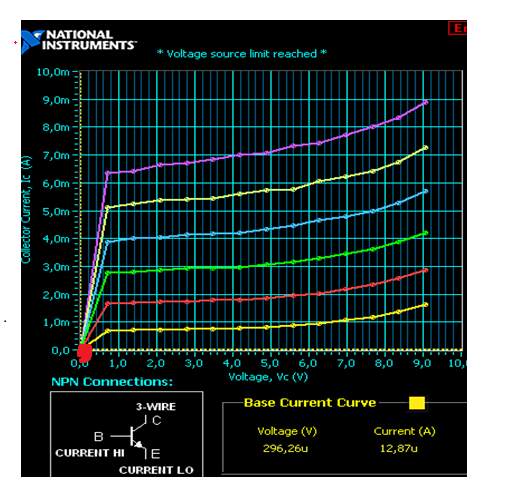 NATIONAL
INSTRUMENTS™
* Voltage source limit reached *
Collector Current, Ic (A)
10,0m
9,0m
8,0m
7,0m
6,0m
5,0m
4,0m
3,0m
2,0m
1,0m
0,0
0,0 1,0 2,0 3,0 4,0 5,0 6,0 7,0 8,0 9,0 10,
Voltage, Vc (V)
NPN Connections:
3-WIRE
C
B
CURRENT HI
E
CURRENT LO
Base Current Curve
Voltage (V) Current (A)
296,26u 12,87u